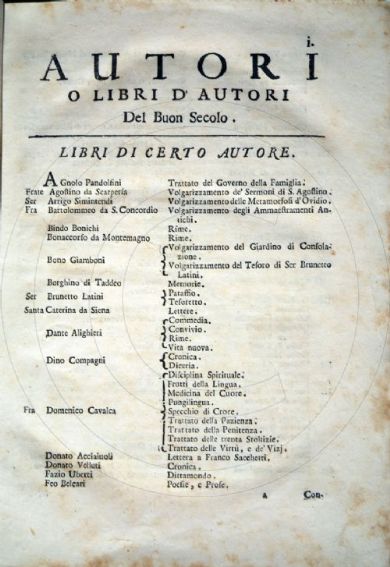 i.
AUTORI
O LIBRI D' AUTORI
Del Buon Secolo.
LIBRI DI CERTO AUTORE.
AGnolo Pandolfini Trattato del Governo della Famiglia.
Frate Agostino da Scarperia Volgarizzamento de' Sermoni di S. Agostino.
Ser Arrigo Simintendi Volgarizzamento delle Metamorfosi d'Ovidio.
Fra Bartolommeo da S. Concordio Volgarizzamento degli Ammaestramenti Antichi.
Bindo Bonichi Rime.
Bonaccorso da Montemagno Rime.
Bono Giamboni Volgarizzamento del Giardino di Consolazione.
Volgarizzamento del Tesoro di Ser Brunetto
Latini.
Borghino di Taddeo Memorie.
Ser Brunetto Latini Pataffio.
Tesoretto.
Santa Caterina da Siena Lettere.
Dante Alighieri Commedia.
Convivio.
Rime.
Vita nuova.
Dino Compagni Cronica.
Diceria.
Fra Domenico Cavalca Disciplina Spirituale.
Frutti della Lingua.
Medicina del Cuore.
Pungilingua.
Specchio di Croce.
Trattato della Pazienza.
Trattato della Penitenza.
Trattato delle trenta Stoltizie.
Trattato delle Virtù, e de' Vizj.
Donato Acciaiuoli Lettera a Franco Sacchetti.
Donato Velluti Cronica.
Fazio Uberti Dittamondo.
Feo Belcari Poesie, e Prose.
a Con-